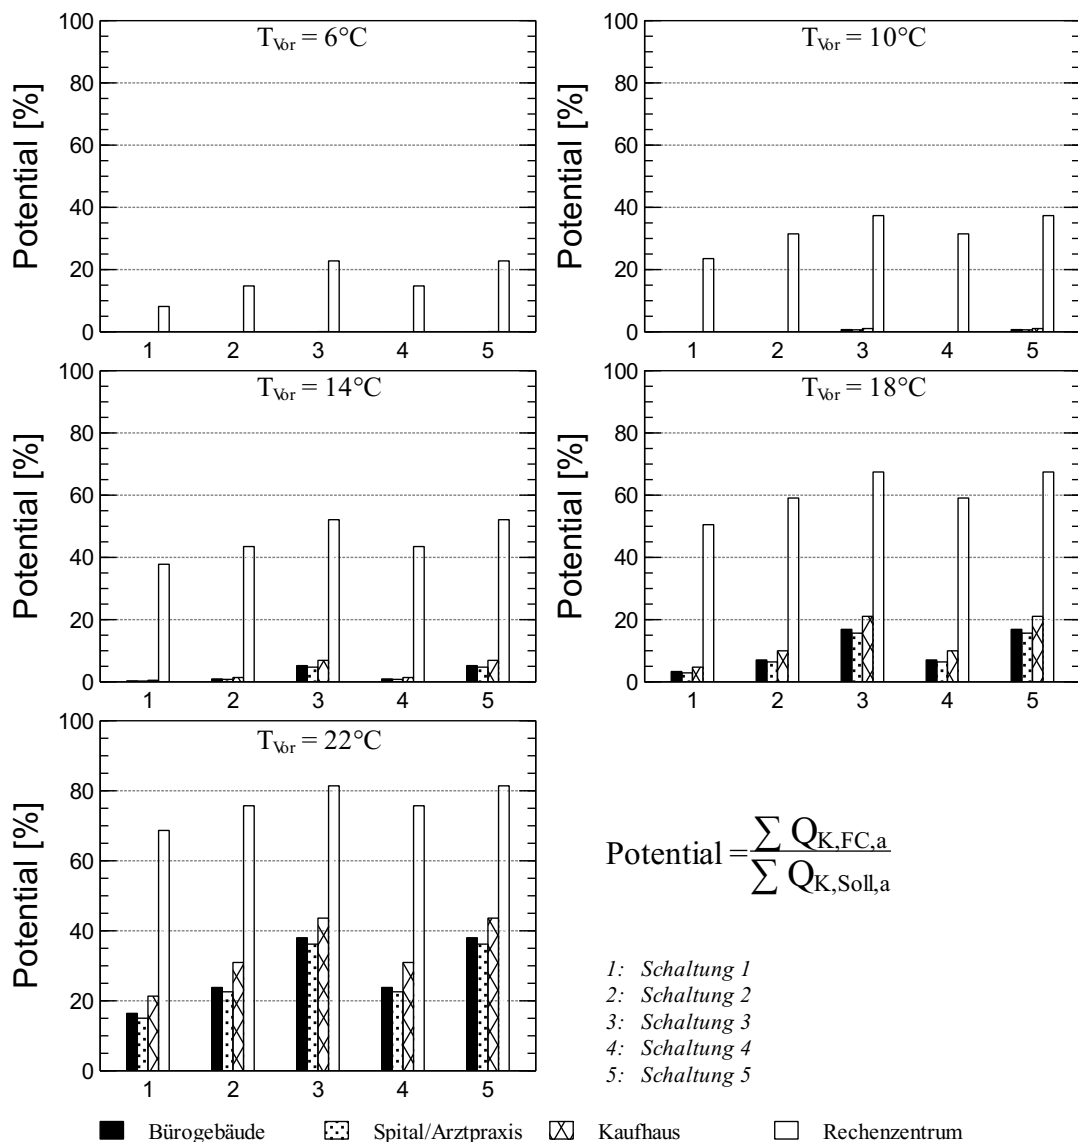 T_Vor = 6°C
Potential [%]
100
80
60
40
20
0
1 2 3 4 5
T_Vor = 10°C
Potential [%]
100
80
60
40
20
0
1 2 3 4 5
T_Vor = 14°C
Potential [%]
100
80
60
40
20
0
1 2 3 4 5
T_Vor = 18°C
Potential [%]
100
80
60
40
20
0
1 2 3 4 5
T_Vor = 22°C
Potential [%]
100
80
60
40
20
0
1 2 3 4 5
Potential = ∑ Q_K,FC,a / ∑ Q_K,Soll,a
1: Schaltung 1
2: Schaltung 2
3: Schaltung 3
4: Schaltung 4
5: Schaltung 5
Bürogebäude Spital/Arztpraxis Kaufhaus Rechenzentrum